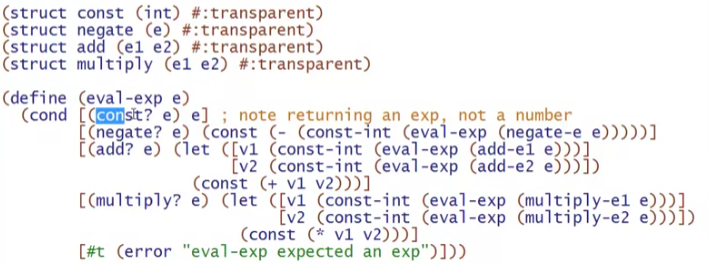 (struct const (int) #:transparent)
(struct negate (e) #:transparent)
(struct add (e1 e2) #:transparent)
(struct multiply (e1 e2) #:transparent)
(define (eval-exp e)
(cond [(const? e) e] ; note returning an exp, not a number
[(negate? e) (const (- (const-int (eval-exp (negate-e e)))))]
[(add? e) (let ([v1 (const-int (eval-exp (add-e1 e)))]
[v2 (const-int (eval-exp (add-e2 e)))])
(const (+ v1 v2)))]
[(multiply? e) (let ([v1 (const-int (eval-exp (multiply-e1 e)))]
[v2 (const-int (eval-exp (multiply-e2 e)))])
(const (* v1 v2)))]
[#t (error "eval-exp expected an exp")]))